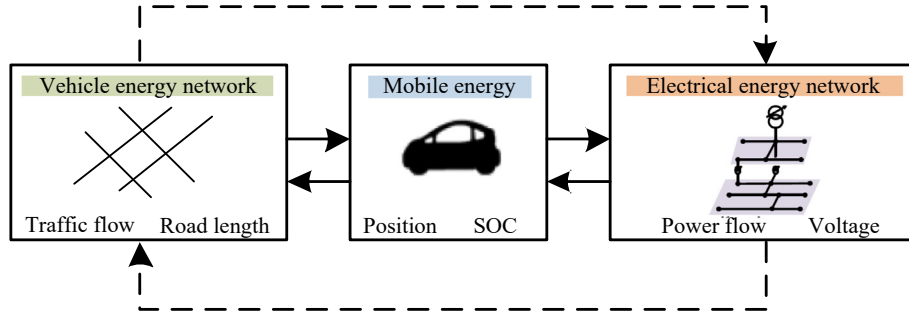 Vehicle energy network
Mobile energy
Electrical energy network
Traffic flow
Road length
Position
SOC
Power flow
Voltage